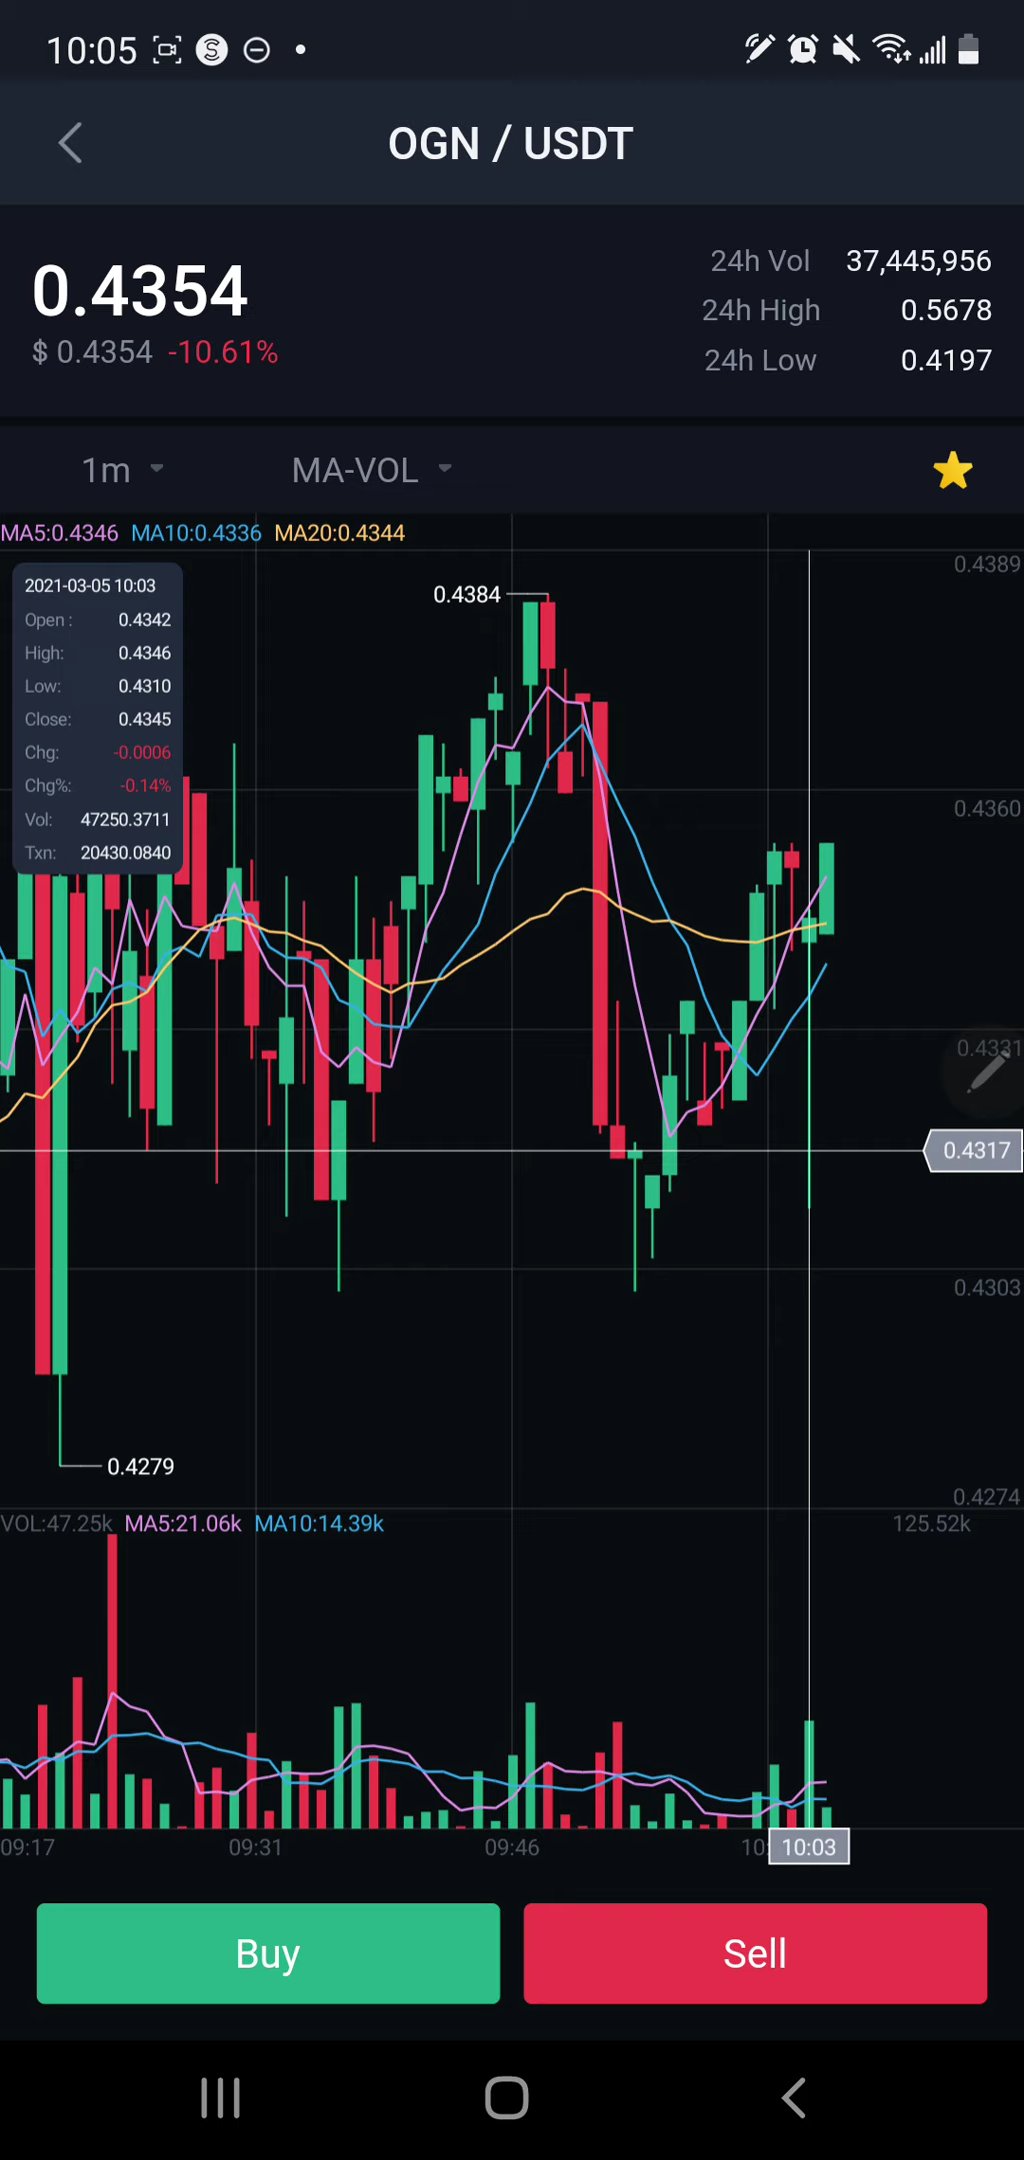 10:05
OGN / USDT
0.4354
$ 0.4354 -10.61%
24h Vol 37,445,956
24h High 0.5678
24h Low 0.4197
1m MA-VOL
MA5:0.4346 MA10:0.4336 MA20:0.4344
0.4389
2021-03-05 10:03
Open : 0.4342
High: 0.4346
Low: 0.4310
Close: 0.4345
Chg: -0.0006
Chg%: -0.14%
Vol: 47250.3711
Txn: 20430.0840
0.4384
0.4360
0.4331
0.4317
0.4303
0.4279
0.4274
VOL:47.25k MA5:21.06k MA10:14.39k 125.52k
09:17 09:31 09:46 10: 10:03
Buy Sell